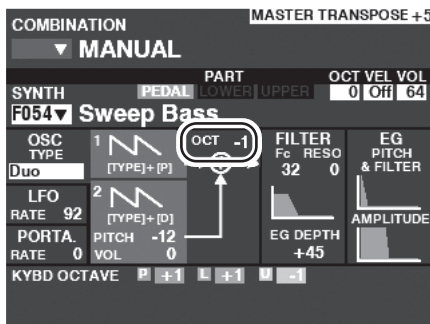 MASTER TRANSPOSE +5
COMBINATION
▼ MANUAL
PART
OCT VEL VOL
SYNTH
PEDAL LOWER UPPER
0 Off 64
F054▼ Sweep Bass
OSC TYPE
Duo
1
[TYPE]+[P]
OCT -1
FILTER
Fc RESO
32 0
EG
PITCH & FILTER
LFO
RATE 92
2
[TYPE]+[D]
PITCH -12
VOL 0
EG DEPTH
+45
AMPLITUDE
PORTA.
RATE 0
KYBD OCTAVE P +1 L +1 U -1